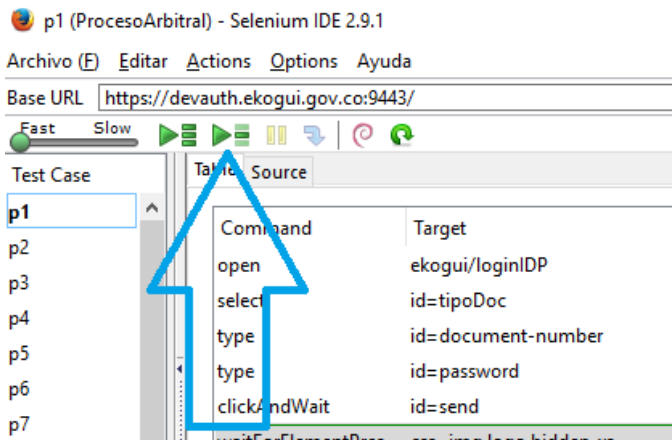 p1 (ProcesoArbitral) - Selenium IDE 2.9.1
Archivo (F) Editar Actions Options Ayuda
Base URL https://devauth.ekogui.gov.co:9443/
Fast Slow
Test Case
Table Source
p1
p2
p3
p4
p5
p6
p7
Command Target
open ekogui/loginIDP
select id=tipoDoc
type id=document-number
type id=password
clickAndWait id=send